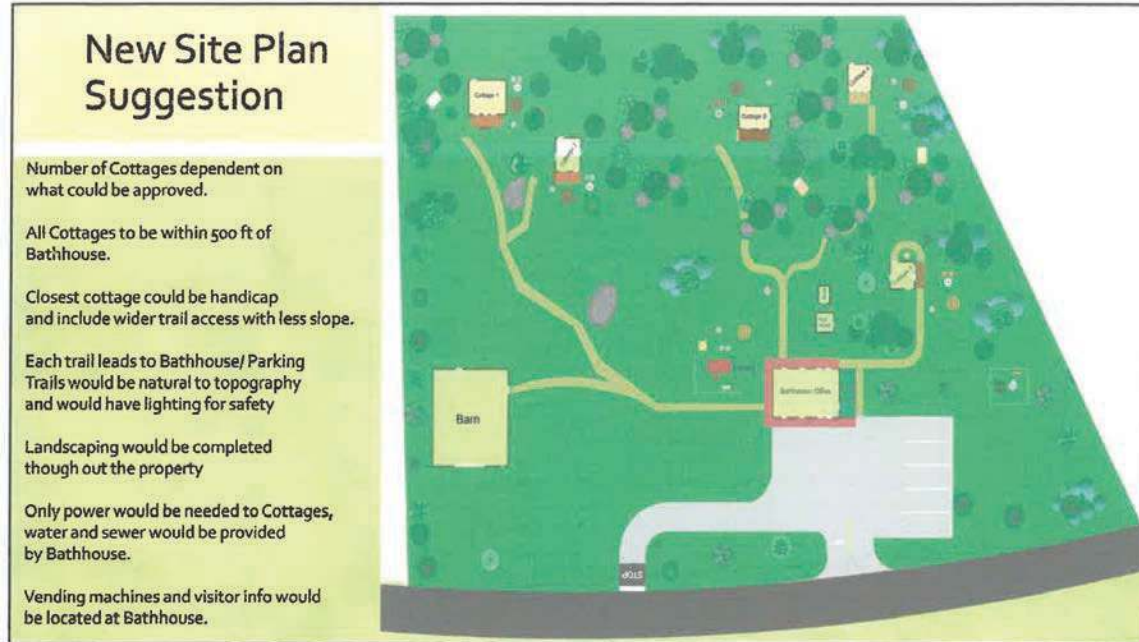 New Site Plan
Suggestion
Number of Cottages dependent on
what could be approved.
All Cottages to be within 500 ft of
Bathhouse.
Closest cottage could be handicap
and include wider trail access with less slope.
Each trail leads to Bathhouse/ Parking
Trails would be natural to topography
and would have lighting for safety
Landscaping would be completed
though out the property
Only power would be needed to Cottages,
water and sewer would be provided
by Bathhouse.
Vending machines and visitor info would
be located at Bathhouse.
Cottage 1
Barn
STOP